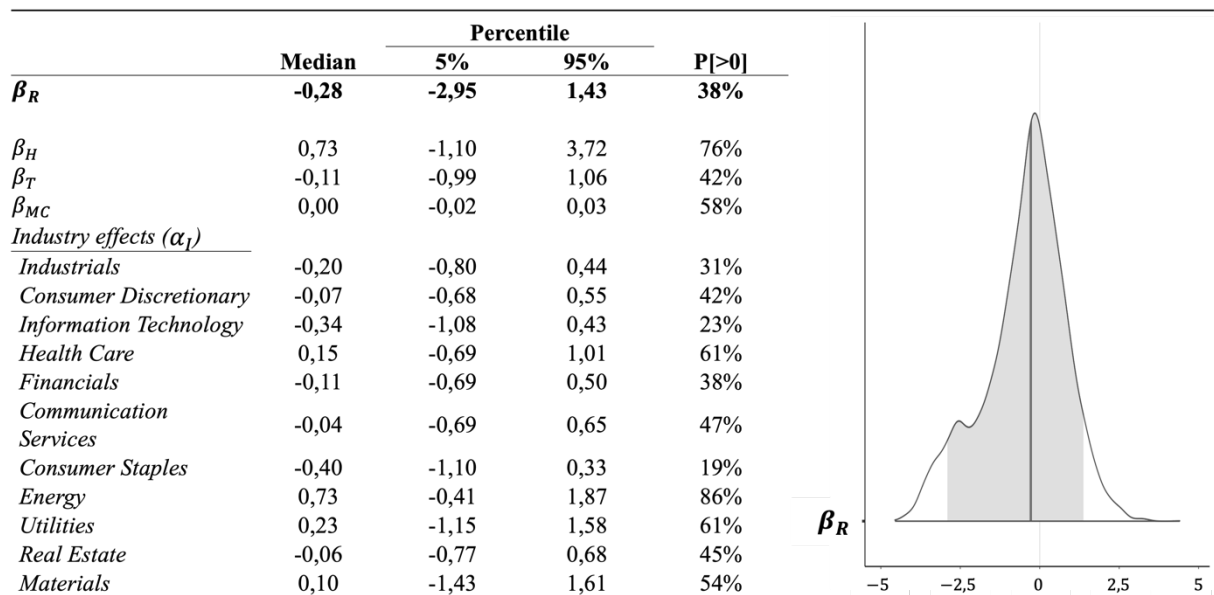 Percentile
Median 5% 95% P[>0]
β_R -0,28 -2,95 1,43 38%
β_H 0,73 -1,10 3,72 76%
β_T -0,11 -0,99 1,06 42%
β_MC 0,00 -0,02 0,03 58%
Industry effects (α_I)
Industrials -0,20 -0,80 0,44 31%
Consumer Discretionary -0,07 -0,68 0,55 42%
Information Technology -0,34 -1,08 0,43 23%
Health Care 0,15 -0,69 1,01 61%
Financials -0,11 -0,69 0,50 38%
Communication
Services -0,04 -0,69 0,65 47%
Consumer Staples -0,40 -1,10 0,33 19%
Energy 0,73 -0,41 1,87 86%
Utilities 0,23 -1,15 1,58 61%
Real Estate -0,06 -0,77 0,68 45%
Materials 0,10 -1,43 1,61 54%
β_R
−5 −2,5 0 2,5 5